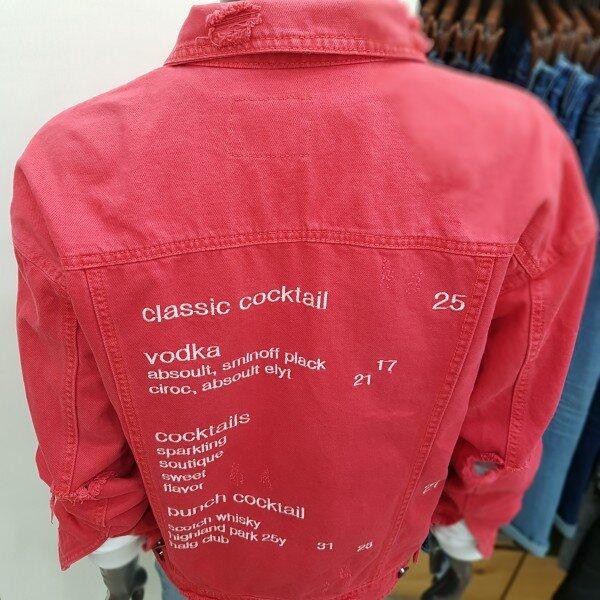 classic cocktail 25
vodka
absoult, sminoff plack 17
ciroc, absoult elyt 21
cocktails
sparkling
soutique
sweet
flavor
punch cocktail
scotch whisky
highland park 25y 31
haig club